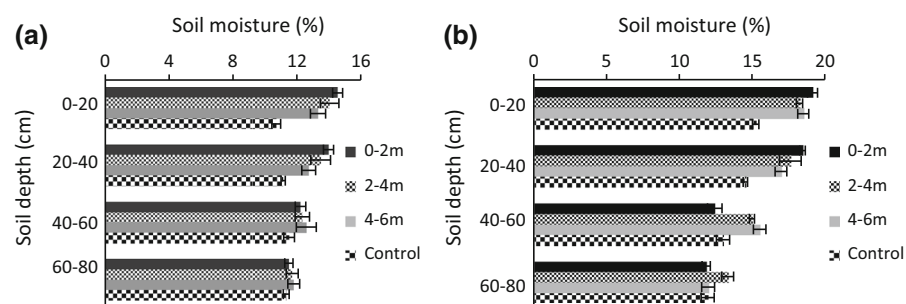 (a)
Soil moisture (%)
0 4 8 12 16
Soil depth (cm)
0-20
20-40
40-60
60-80
0-2m
2-4m
4-6m
Control
(b)
Soil moisture (%)
0 5 10 15 20
Soil depth (cm)
0-20
20-40
40-60
60-80
0-2m
2-4m
4-6m
Control